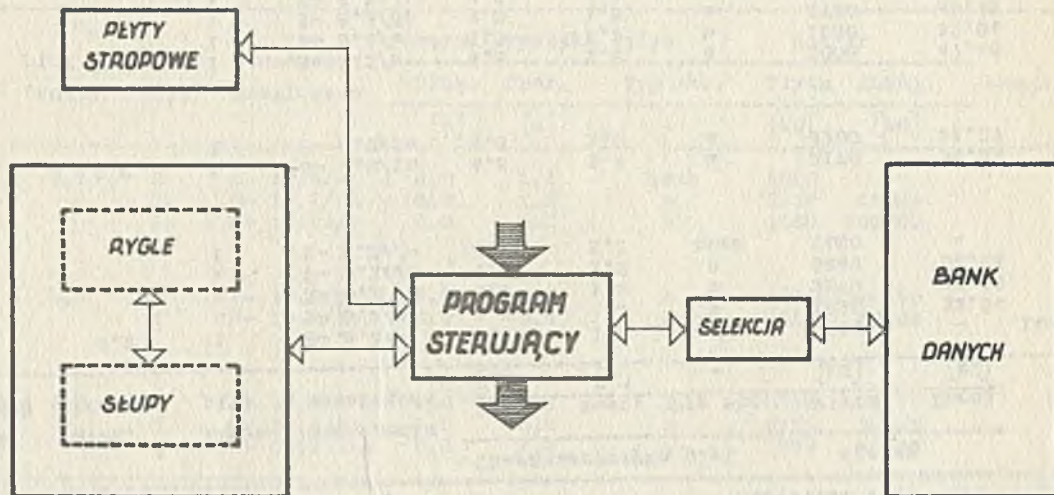 PŁYTY
STROPOWE
RYGLE
SŁUPY
PROGRAM
STERUJĄCY
SELEKCJA
BANK
DANYCH